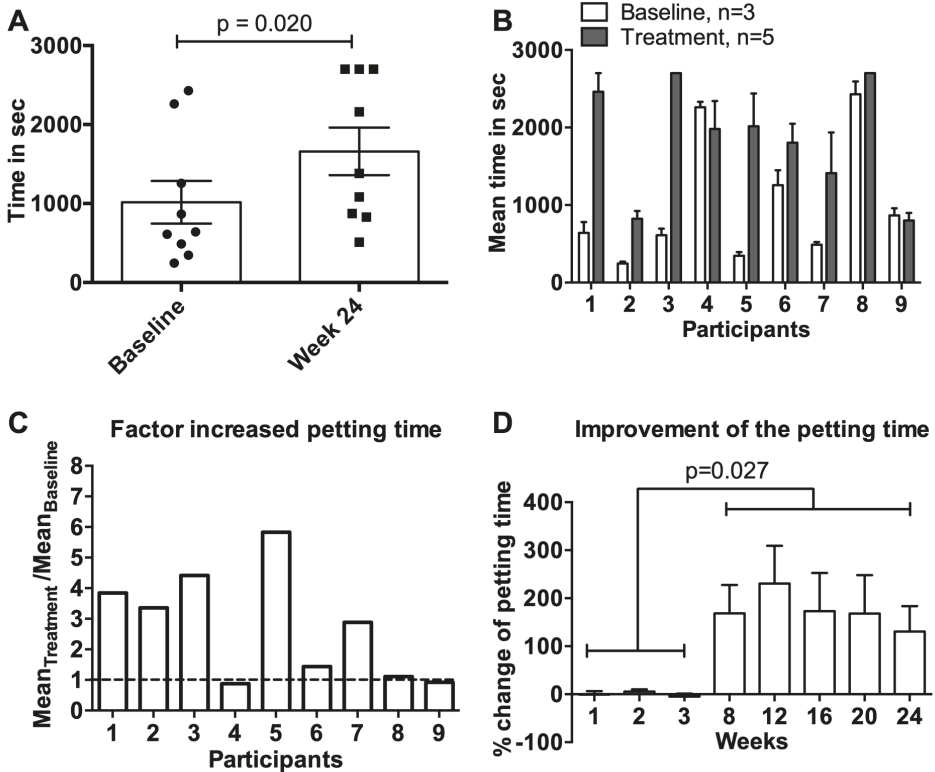 A
p = 0.020
3000
2000
1000
0
Time in sec
Baseline
Week 24
B
Baseline, n=3
Treatment, n=5
3000
2000
1000
0
Mean time in sec
1 2 3 4 5 6 7 8 9
Participants
C
Factor increased petting time
8
7
6
5
4
3
2
1
0
MeanTreatment/MeanBaseline
1 2 3 4 5 6 7 8 9
Participants
D
Improvement of the petting time
p=0.027
400
300
200
100
0
-100
% change of petting time
1 2 3 8 12 16 20 24
Weeks